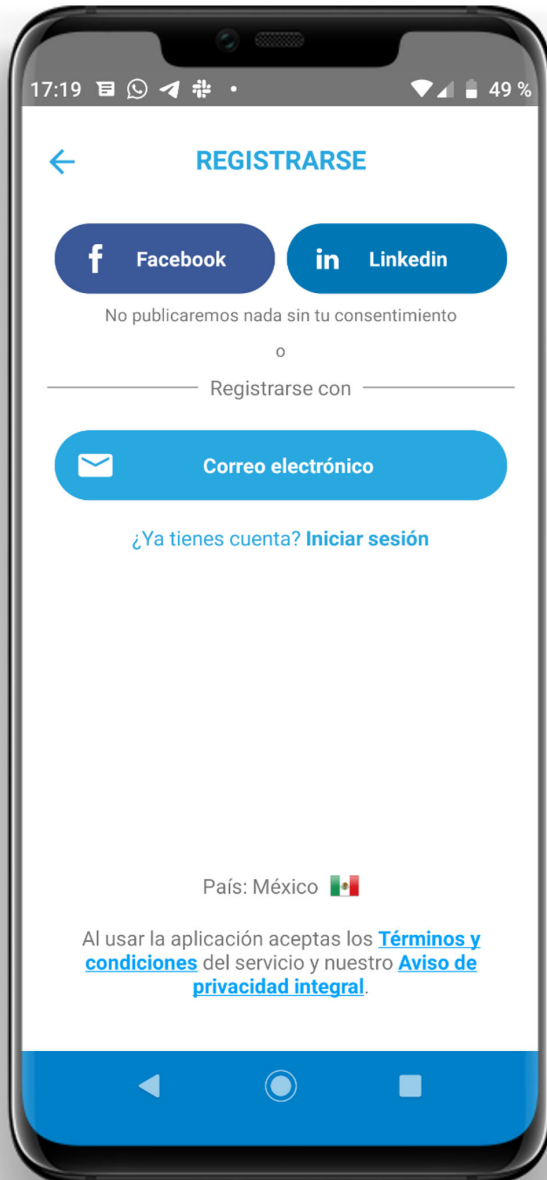 17:19 49 %
REGISTRARSE
f Facebook in Linkedin
No publicaremos nada sin tu consentimiento
o
Registrarse con
Correo electrónico
¿Ya tienes cuenta? Iniciar sesión
País: México
Al usar la aplicación aceptas los Términos y
condiciones del servicio y nuestro Aviso de
privacidad integral.